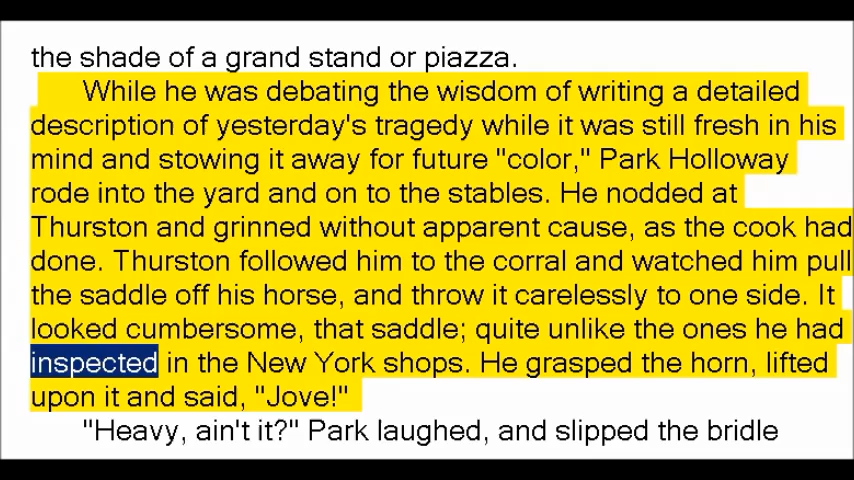 the shade of a grand stand or piazza.
While he was debating the wisdom of writing a detailed
description of yesterday's tragedy while it was still fresh in his
mind and stowing it away for future "color," Park Holloway
rode into the yard and on to the stables. He nodded at
Thurston and grinned without apparent cause, as the cook had
done. Thurston followed him to the corral and watched him pull
the saddle off his horse, and throw it carelessly to one side. It
looked cumbersome, that saddle; quite unlike the ones he had
inspected in the New York shops. He grasped the horn, lifted
upon it and said, "Jove!"
"Heavy, ain't it?" Park laughed, and slipped the bridle